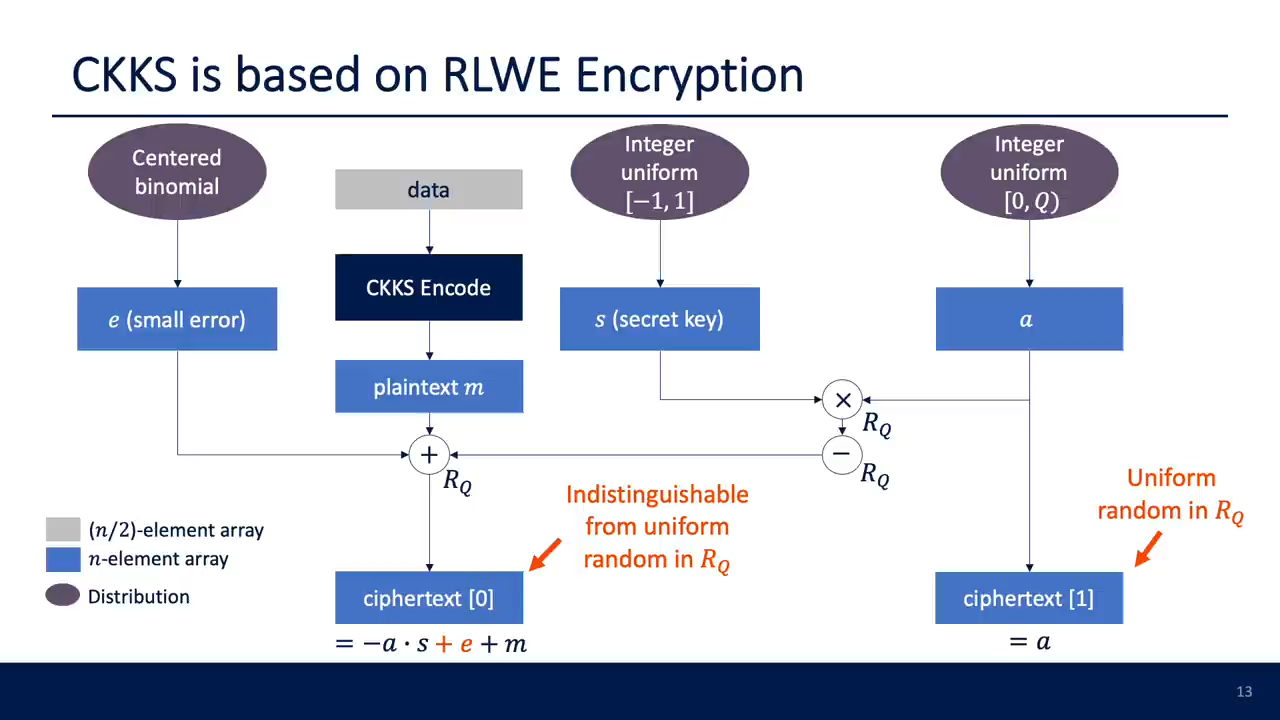 CKKS is based on RLWE Encryption
Centered
binomial
data
Integer
uniform
[−1, 1]
Integer
uniform
[0, Q)
CKKS Encode
e (small error)
s (secret key)
a
plaintext m
×
R_Q
+
R_Q
−
R_Q
Indistinguishable
from uniform
random in R_Q
Uniform
random in R_Q
(n/2)-element array
n-element array
Distribution
ciphertext [0]
= −a · s + e + m
ciphertext [1]
= a
13